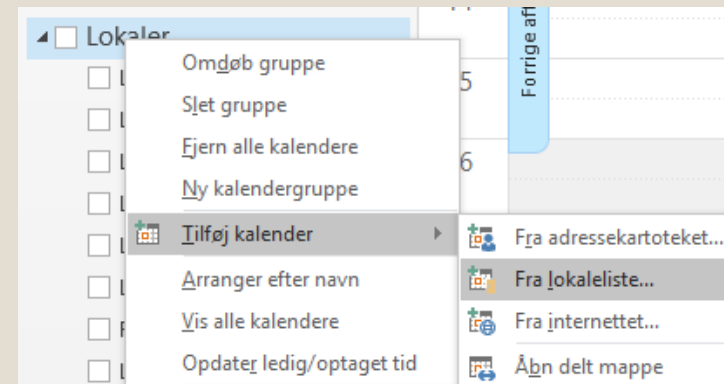 Lokaler
Omdøb gruppe
Slet gruppe
Fjern alle kalendere
Ny kalendergruppe
Tilføj kalender
Arranger efter navn
Vis alle kalendere
Opdater ledig/optaget tid
Fra adressekartoteket...
Fra lokaleliste...
Fra internettet...
Åbn delt mappe
5
6
Forrige aft